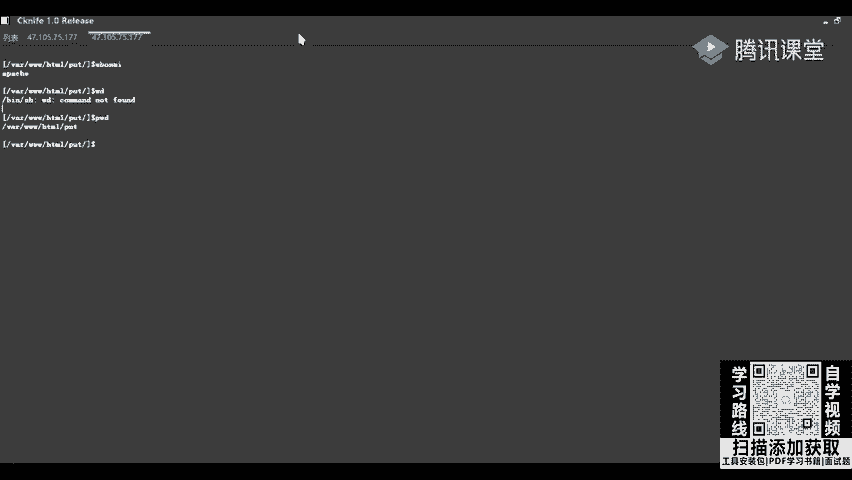 Cknife 1.0 Release
列表 47.105.75.177 47.105.75.177
腾讯课堂
[/var/www/html/put/]$whoami
apache
[/var/www/html/put/]$wd
/bin/sh: wd: command not found
[/var/www/html/put/]$pwd
/var/www/html/put
[/var/www/html/put/]$
学习路线
自学视频
扫描添加获取
工具安装包|PDF学习书籍|面试题